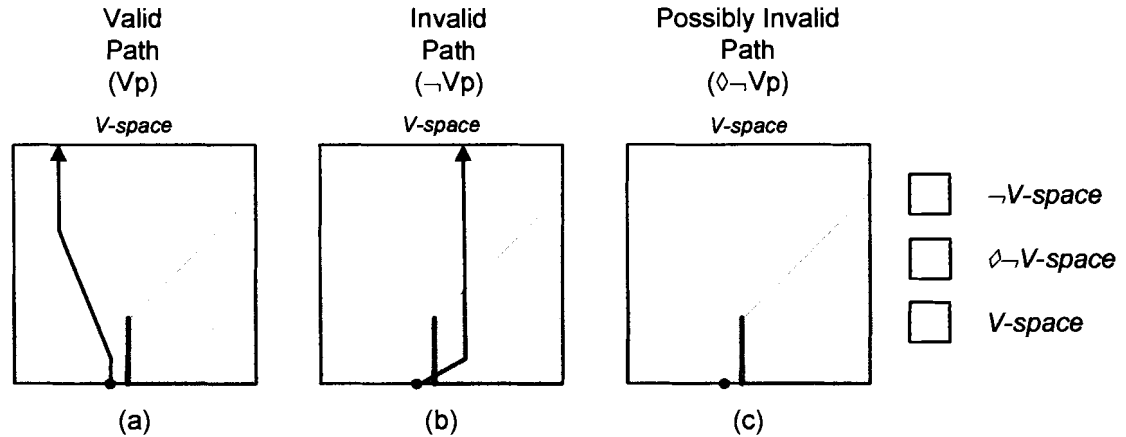 Valid
Path
(Vp)
Invalid
Path
(¬Vp)
Possibly Invalid
Path
(◊¬Vp)
V-space
V-space
V-space
¬V-space
◊¬V-space
V-space
(a)
(b)
(c)